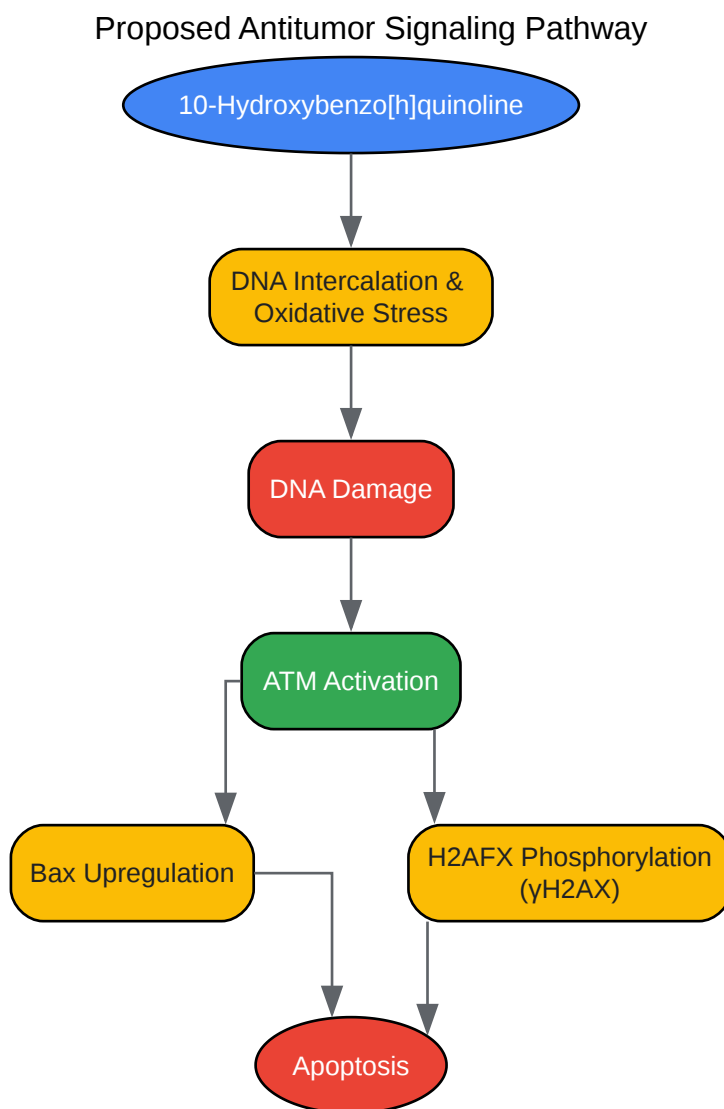 Proposed Antitumor Signaling Pathway
10-Hydroxybenzo[h]quinoline
DNA Intercalation &
Oxidative Stress
DNA Damage
ATM Activation
Bax Upregulation
H2AFX Phosphorylation
(γH2AX)
Apoptosis